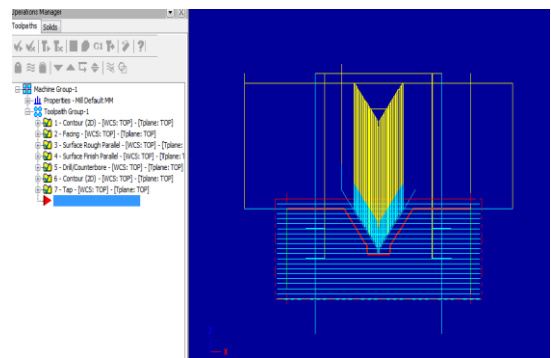 Operations Manager
Toolpaths Solids
G1
Machine Group-1
Properties - Mill Default MM
Toolpath Group-1
1 - Contour (2D) - [WCS: TOP] - [Tplane: TOP]
2 - Facing - [WCS: TOP] - [Tplane: TOP]
3 - Surface Rough Parallel - [WCS: TOP] - [Tplane:
4 - Surface Finish Parallel - [WCS: TOP] - [Tplane: T
5 - Drill/Counterbore - [WCS: TOP] - [Tplane: TOP]
6 - Contour (2D) - [WCS: TOP] - [Tplane: TOP]
7 - Tap - [WCS: TOP] - [Tplane: TOP]
X